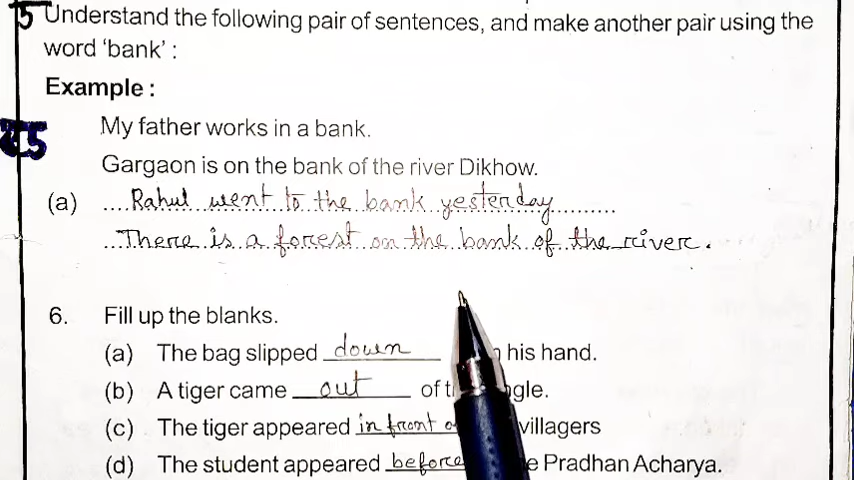 5 Understand the following pair of sentences, and make another pair using the
word 'bank' :
Example :
My father works in a bank.
25
Gargaon is on the bank of the river Dikhow.
(a) Rahul went to the bank yesterday
There is a forest on the bank of the river.
6. Fill up the blanks.
(a) The bag slipped down his hand.
(b) A tiger came out of
(c) The tiger appeared in front villagers
(d) The student appeared before Pradhan Acharya.